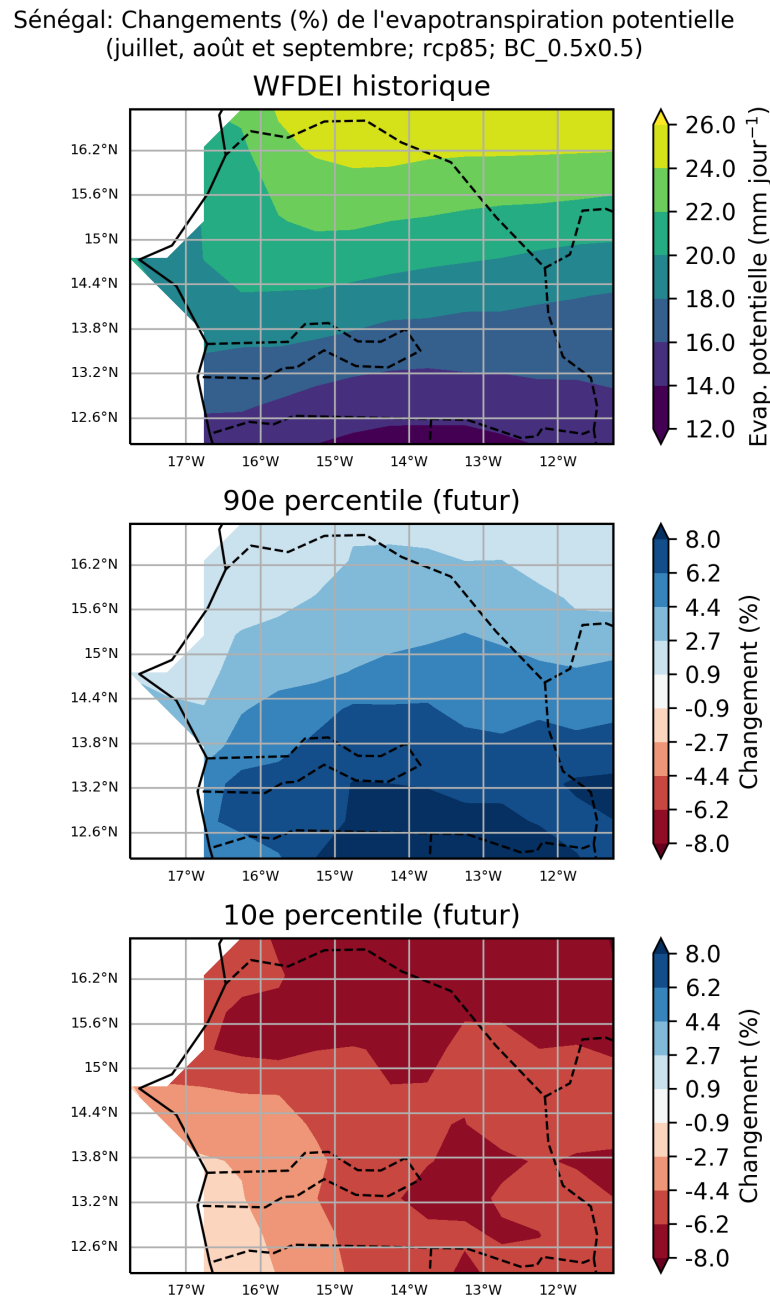 Sénégal: Changements (%) de l'evapotranspiration potentielle
(juillet, août et septembre; rcp85; BC_0.5x0.5)
WFDEI historique
16.2°N
15.6°N
15°N
14.4°N
13.8°N
13.2°N
12.6°N
17°W 16°W 15°W 14°W 13°W 12°W
26.0
24.0
22.0
20.0
18.0
16.0
14.0
12.0
Evap. potentielle (mm jour⁻¹)
90e percentile (futur)
16.2°N
15.6°N
15°N
14.4°N
13.8°N
13.2°N
12.6°N
17°W 16°W 15°W 14°W 13°W 12°W
8.0
6.2
4.4
2.7
0.9
-0.9
-2.7
-4.4
-6.2
-8.0
Changement (%)
10e percentile (futur)
16.2°N
15.6°N
15°N
14.4°N
13.8°N
13.2°N
12.6°N
17°W 16°W 15°W 14°W 13°W 12°W
8.0
6.2
4.4
2.7
0.9
-0.9
-2.7
-4.4
-6.2
-8.0
Changement (%)